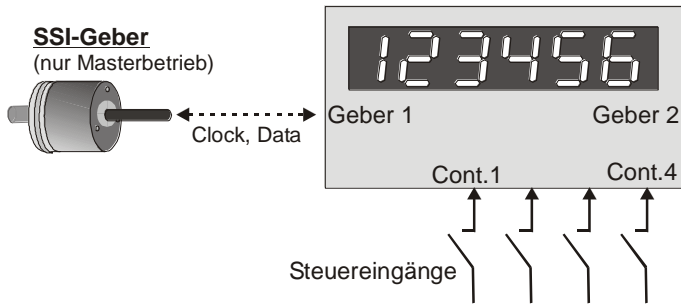 SSI-Geber
(nur Masterbetrieb)
123456
Geber 1
Geber 2
Clock, Data
Cont.1
Cont.4
Steuereingänge